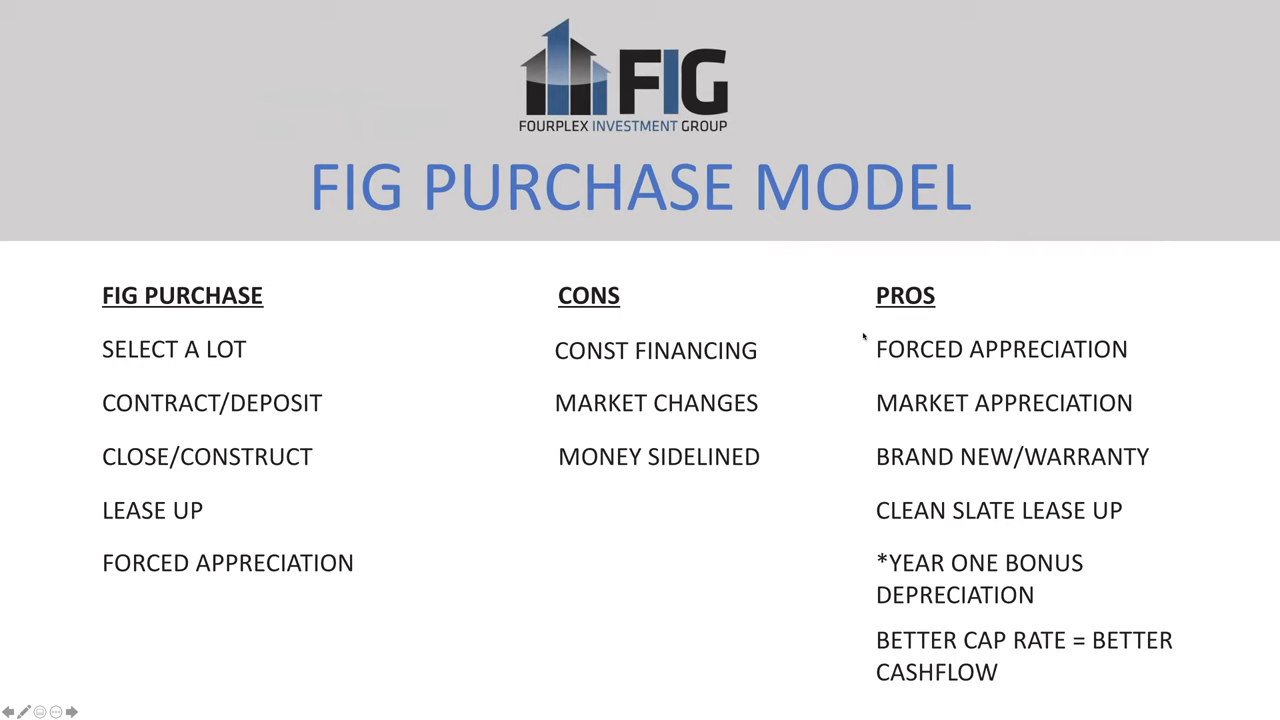 FIG
FOURPLEX INVESTMENT GROUP
FIG PURCHASE MODEL
FIG PURCHASE
SELECT A LOT
CONTRACT/DEPOSIT
CLOSE/CONSTRUCT
LEASE UP
FORCED APPRECIATION
CONS
CONST FINANCING
MARKET CHANGES
MONEY SIDELINED
PROS
FORCED APPRECIATION
MARKET APPRECIATION
BRAND NEW/WARRANTY
CLEAN SLATE LEASE UP
*YEAR ONE BONUS
DEPRECIATION
BETTER CAP RATE = BETTER
CASHFLOW